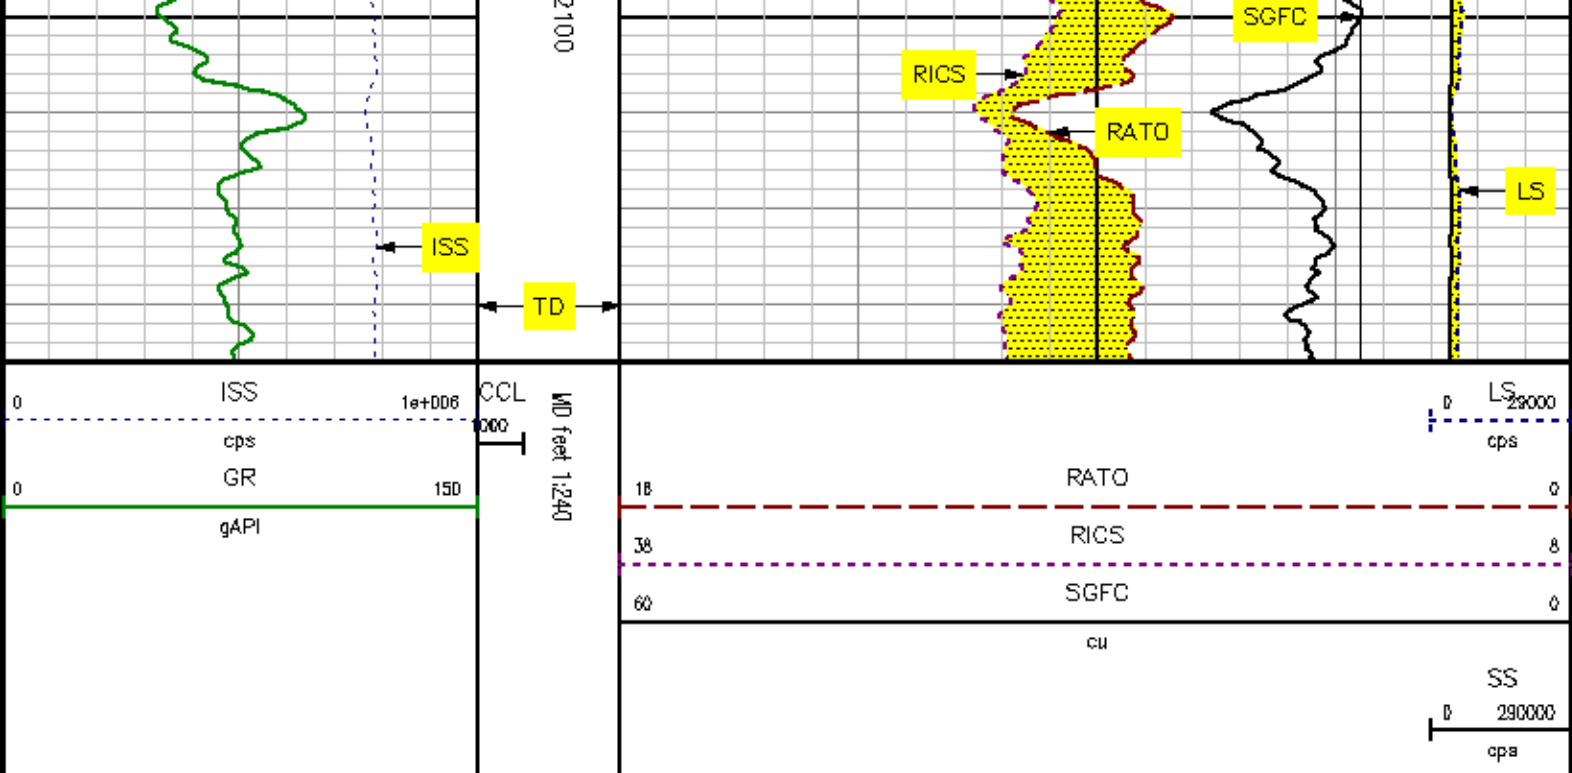 2100
SGFC
RICS
RATO
LS
ISS
TD
ISS
0 1e+006
cps
GR
0 150
gAPI
CCL
1000
MD feet 1:240
LS
0 29000
cps
RATO
18 0
RICS
38 8
SGFC
60 0
cu
SS
0 290000
cps